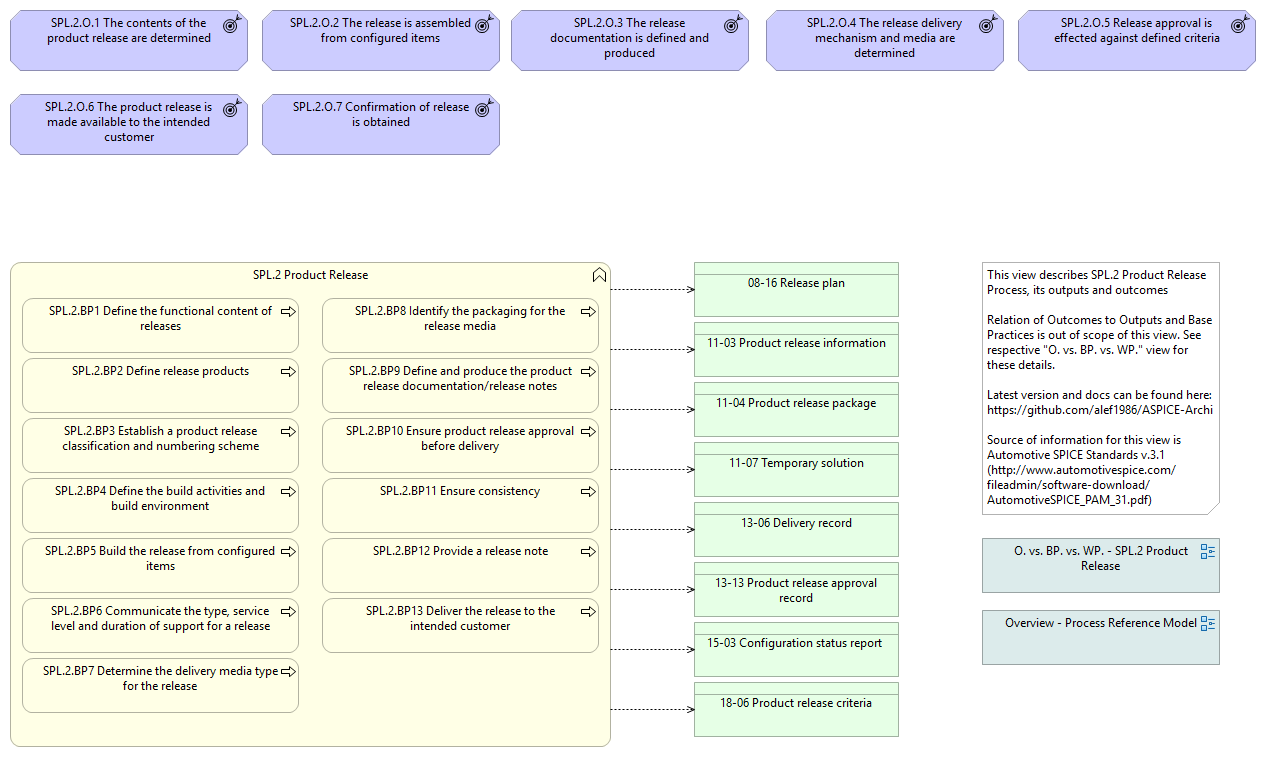 SPL.2.O.1 The contents of the
product release are determined
SPL.2.O.2 The release is assembled
from configured items
SPL.2.O.3 The release
documentation is defined and
produced
SPL.2.O.4 The release delivery
mechanism and media are
determined
SPL.2.O.5 Release approval is
effected against defined criteria
SPL.2.O.6 The product release is
made available to the intended
customer
SPL.2.O.7 Confirmation of release
is obtained
SPL.2 Product Release
SPL.2.BP1 Define the functional content of
releases
SPL.2.BP2 Define release products
SPL.2.BP3 Establish a product release
classification and numbering scheme
SPL.2.BP4 Define the build activities and
build environment
SPL.2.BP5 Build the release from configured
items
SPL.2.BP6 Communicate the type, service
level and duration of support for a release
SPL.2.BP7 Determine the delivery media type
for the release
SPL.2.BP8 Identify the packaging for the
release media
SPL.2.BP9 Define and produce the product
release documentation/release notes
SPL.2.BP10 Ensure product release approval
before delivery
SPL.2.BP11 Ensure consistency
SPL.2.BP12 Provide a release note
SPL.2.BP13 Deliver the release to the
intended customer
08-16 Release plan
11-03 Product release information
11-04 Product release package
11-07 Temporary solution
13-06 Delivery record
13-13 Product release approval
record
15-03 Configuration status report
18-06 Product release criteria
This view describes SPL.2 Product Release
Process, its outputs and outcomes
Relation of Outcomes to Outputs and Base
Practices is out of scope of this view. See
respective "O. vs. BP. vs. WP." view for
these details.
Latest version and docs can be found here:
https://github.com/alef1986/ASPICE-Archi
Source of information for this view is
Automotive SPICE Standards v.3.1
(http://www.automotivespice.com/
fileadmin/software-download/
AutomotiveSPICE_PAM_31.pdf)
O. vs. BP. vs. WP. - SPL.2 Product
Release
Overview - Process Reference Model